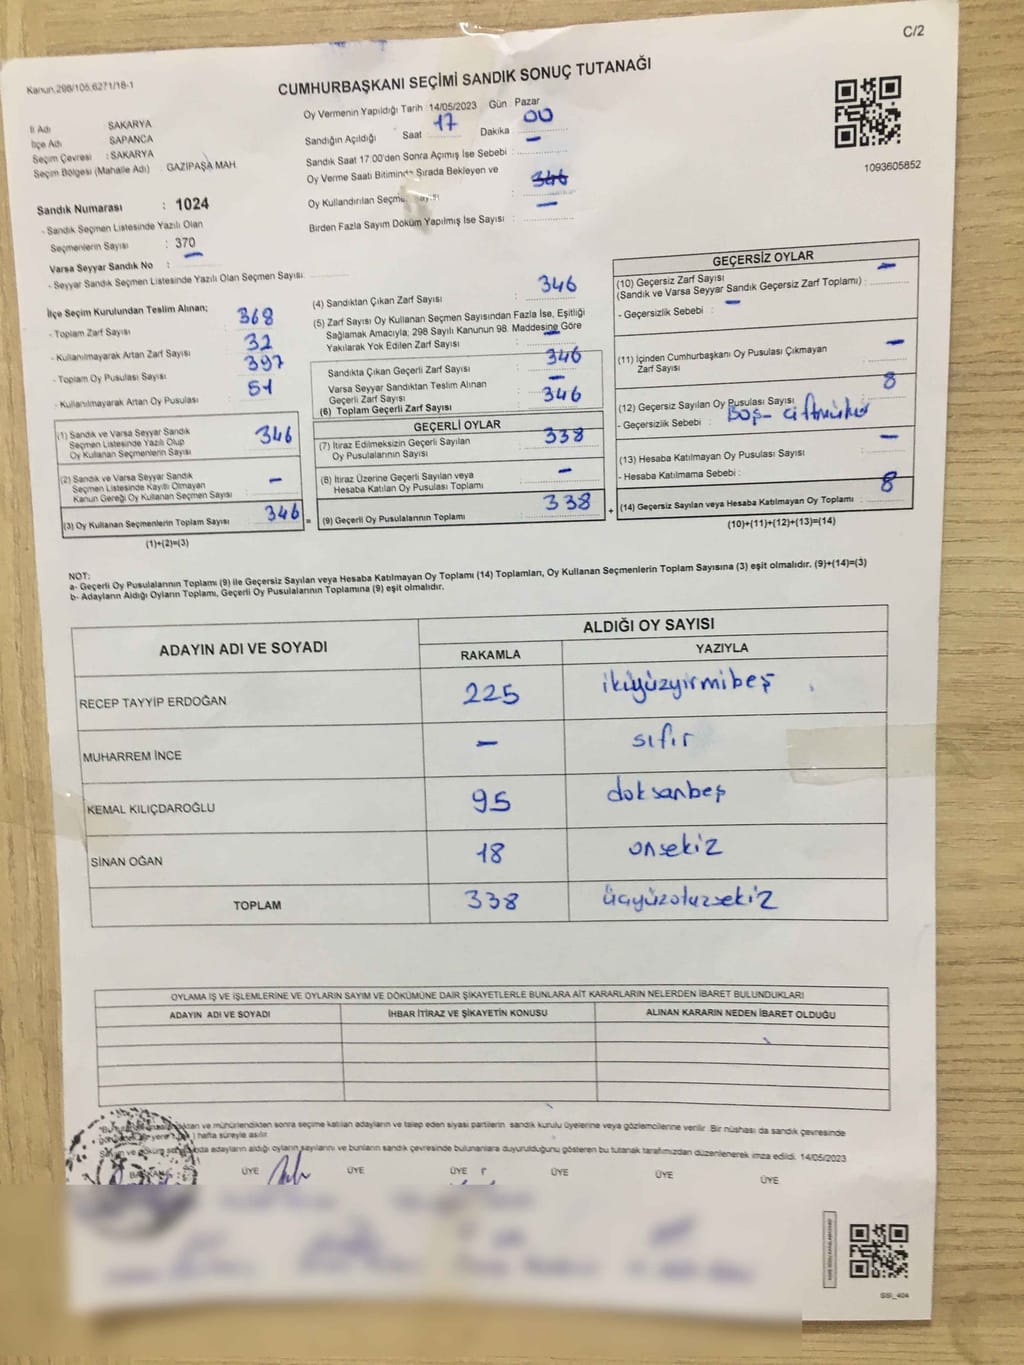 C/2
Kanun.298/105;6271/18-1
CUMHURBAŞKANI SEÇİMİ SANDIK SONUÇ TUTANAĞI
İl Adı SAKARYA
İlçe Adı SAPANCA
Seçim Çevresi : SAKARYA
Seçim Bölgesi (Mahalle Adı) : GAZİPAŞA MAH.
Oy Vermenin Yapıldığı Tarih 14/05/2023 Gün Pazar
Sandığın Açıldığı Saat 17 Dakika 00
Sandık Saat 17:00'den Sonra Açımış İse Sebebi : -
Oy Verme Saati Bitiminde Sırada Bekleyen ve
Oy Kullandırılan Seçmen Sayısı : 346
Birden Fazla Sayım Döküm Yapılmış İse Sayısı : -
1093605852
Sandık Numarası : 1024
- Sandık Seçmen Listesinde Yazılı Olan
Seçmenlerin Sayısı : 370
Varsa Seyyar Sandık No : -
- Seyyar Sandık Seçmen Listesinde Yazılı Olan Seçmen Sayısı:
İlçe Seçim Kurulundan Teslim Alınan;
- Toplam Zarf Sayısı : 368
- Kullanılmayarak Artan Zarf Sayısı : 32
- Toplam Oy Pusulası Sayısı : 397
- Kullanılmayarak Artan Oy Pusulası : 51
(1) Sandık ve Varsa Seyyar Sandık
Seçmen Listesinde Yazılı Olup
Oy Kullanan Seçmenlerin Sayısı : 346
(2) Sandık ve Varsa Seyyar Sandık
Seçmen Listesinde Kayıtlı Olmayan
Kanun Gereği Oy Kullanan Seçmen Sayısı : -
(3) Oy Kullanan Seçmenlerin Toplam Sayısı : 346 =
(1)+(2)=(3)
(4) Sandıktan Çıkan Zarf Sayısı : 346
(5) Zarf Sayısı Oy Kullanan Seçmen Sayısından Fazla İse, Eşitliği
Sağlamak Amacıyla; 298 Sayılı Kanunun 98. Maddesine Göre
Yakılarak Yok Edilen Zarf Sayısı : -
Sandıkta Çıkan Geçerli Zarf Sayısı : 346
Varsa Seyyar Sandıktan Teslim Alınan
Geçerli Zarf Sayısı : -
(6) Toplam Geçerli Zarf Sayısı : 346
GEÇERLİ OYLAR
(7) İtiraz Edilmeksizin Geçerli Sayılan
Oy Pusulalarının Sayısı : 338
(8) İtiraz Üzerine Geçerli Sayılan veya
Hesaba Katılan Oy Pusulası Toplamı : -
(9) Geçerli Oy Pusulalarının Toplamı : 338 +
GEÇERSİZ OYLAR
(10) Geçersiz Zarf Sayısı
(Sandık ve Varsa Seyyar Sandık Geçersiz Zarf Toplamı) : -
- Geçersizlik Sebebi : -
(11) İçinden Cumhurbaşkanı Oy Pusulası Çıkmayan
Zarf Sayısı : -
(12) Geçersiz Sayılan Oy Pusulası Sayısı : 8
- Geçersizlik Sebebi : Boş - çiftmühür
(13) Hesaba Katılmayan Oy Pusulası Sayısı : -
- Hesaba Katılmama Sebebi :
(14) Geçersiz Sayılan veya Hesaba Katılmayan Oy Toplamı : 8
(10)+(11)+(12)+(13)=(14)
NOT:
a- Geçerli Oy Pusulalarının Toplamı (9) ile Geçersiz Sayılan veya Hesaba Katılmayan Oy Toplamı (14) Toplamları, Oy Kullanan Seçmenlerin Toplam Sayısına (3) eşit olmalıdır. (9)+(14)=(3)
b- Adayların Aldığı Oyların Toplamı, Geçerli Oy Pusulalarının Toplamına (9) eşit olmalıdır.
ADAYIN ADI VE SOYADI ALDIĞI OY SAYISI
RAKAMLA YAZIYLA
RECEP TAYYİP ERDOĞAN 225 ikiyüzyirmibeş
MUHARREM İNCE - sıfır
KEMAL KILIÇDAROĞLU 95 doksanbeş
SİNAN OĞAN 18 onsekiz
TOPLAM 338 üçyüzotuzsekiz
OYLAMA İŞ VE İŞLEMLERİNE VE OYLARIN SAYIM VE DÖKÜMÜNE DAİR ŞİKAYETLERLE BUNLARA AİT KARARLARIN NELERDEN İBARET BULUNDUKLARI
ADAYIN ADI VE SOYADI İHBAR İTİRAZ VE ŞİKAYETİN KONUSU ALINAN KARARIN NEDEN İBARET OLDUĞU
ve mühürlendikten sonra seçime katılan adayların ve talep eden siyasi partilerin sandık kurulu üyelerine veya gözlemcilerine verilir. Bir nüshası da sandık çevresinde
hafta süreyle asılır.
adayların aldığı oyların sayılarını ve bunların sandık çevresinde bulunanlara duyurulduğunu gösteren bu tutanak tarafımızdan düzenlenerek imza edildi. 14/05/2023
BAŞKAN ÜYE ÜYE ÜYE ÜYE ÜYE ÜYE
SSI_404